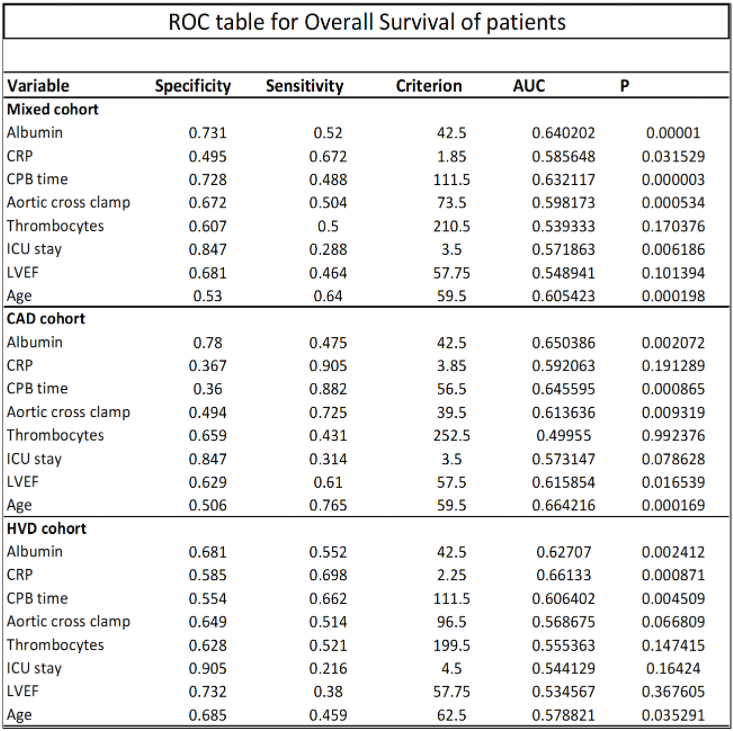 ROC table for Overall Survival of patients
Variable Specificity Sensitivity Criterion AUC P
Mixed cohort
Albumin 0.731 0.52 42.5 0.640202 0.00001
CRP 0.495 0.672 1.85 0.585648 0.031529
CPB time 0.728 0.488 111.5 0.632117 0.000003
Aortic cross clamp 0.672 0.504 73.5 0.598173 0.000534
Thrombocytes 0.607 0.5 210.5 0.539333 0.170376
ICU stay 0.847 0.288 3.5 0.571863 0.006186
LVEF 0.681 0.464 57.75 0.548941 0.101394
Age 0.53 0.64 59.5 0.605423 0.000198
CAD cohort
Albumin 0.78 0.475 42.5 0.650386 0.002072
CRP 0.367 0.905 3.85 0.592063 0.191289
CPB time 0.36 0.882 56.5 0.645595 0.000865
Aortic cross clamp 0.494 0.725 39.5 0.613636 0.009319
Thrombocytes 0.659 0.431 252.5 0.49955 0.992376
ICU stay 0.847 0.314 3.5 0.573147 0.078628
LVEF 0.629 0.61 57.5 0.615854 0.016539
Age 0.506 0.765 59.5 0.664216 0.000169
HVD cohort
Albumin 0.681 0.552 42.5 0.62707 0.002412
CRP 0.585 0.698 2.25 0.66133 0.000871
CPB time 0.554 0.662 111.5 0.606402 0.004509
Aortic cross clamp 0.649 0.514 96.5 0.568675 0.066809
Thrombocytes 0.628 0.521 199.5 0.555363 0.147415
ICU stay 0.905 0.216 4.5 0.544129 0.16424
LVEF 0.732 0.38 57.75 0.534567 0.367605
Age 0.685 0.459 62.5 0.578821 0.035291